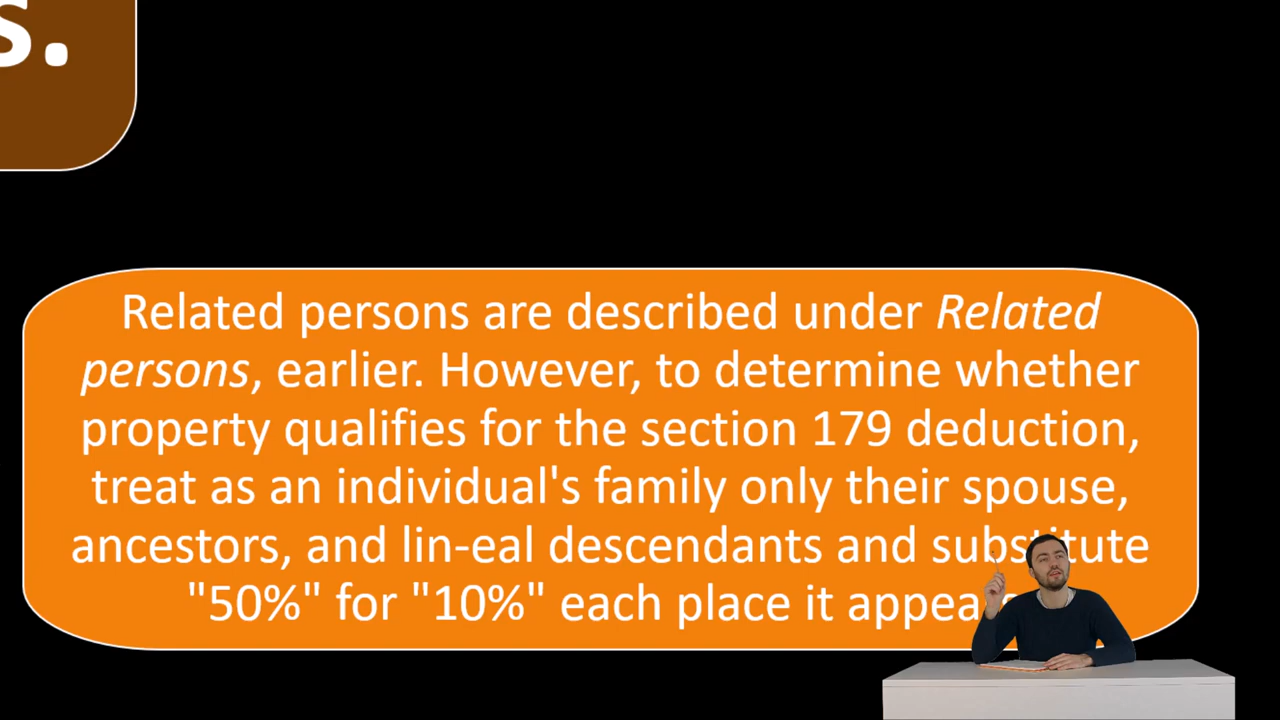 s.
Related persons are described under Related
persons, earlier. However, to determine whether
property qualifies for the section 179 deduction,
treat as an individual's family only their spouse,
ancestors, and lin-eal descendants and substitute
"50%" for "10%" each place it appears